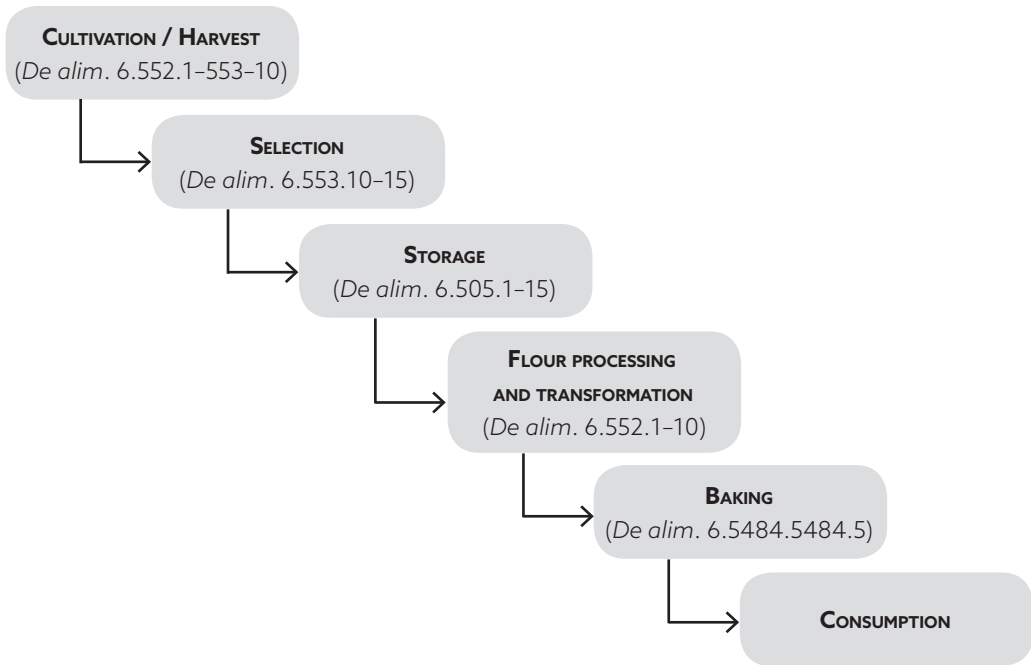 Cultivation / Harvest
(De alim. 6.552.1–553–10)
Selection
(De alim. 6.553.10–15)
Storage
(De alim. 6.505.1–15)
Flour processing
and transformation
(De alim. 6.552.1–10)
Baking
(De alim. 6.5484.5484.5)
Consumption